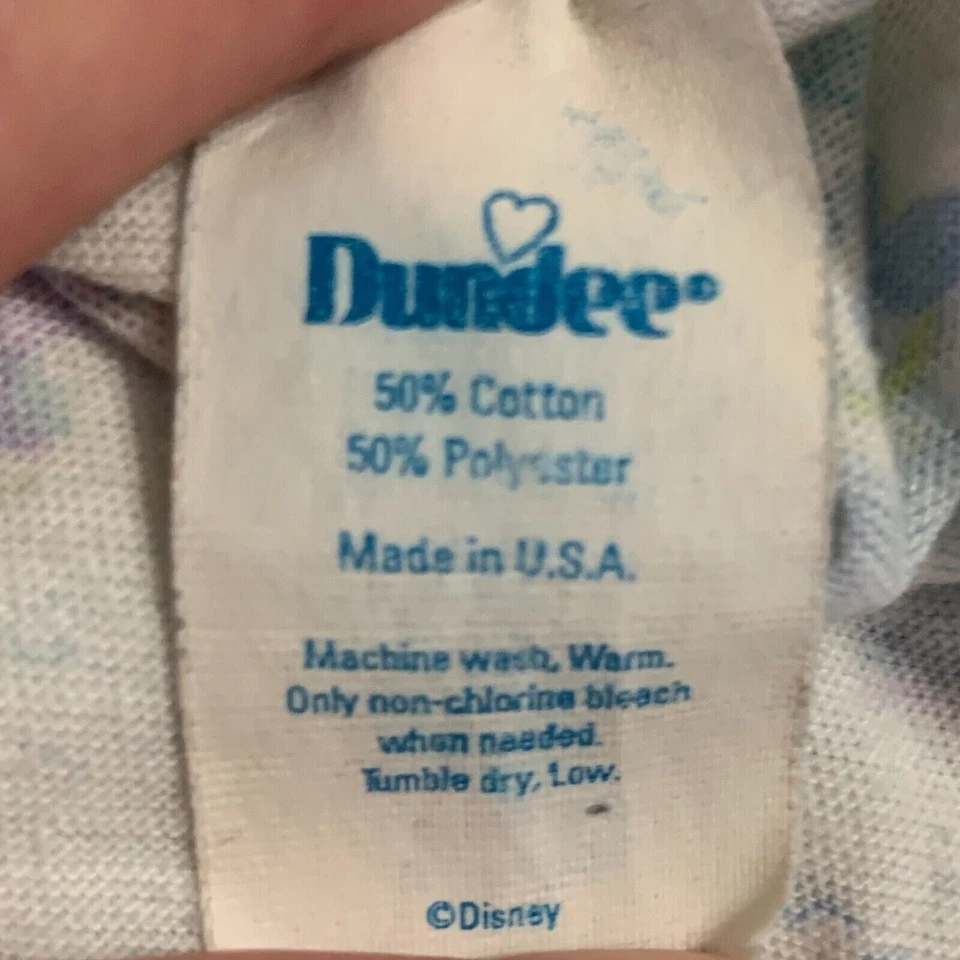 Dundee®
50% Cotton
50% Polyester
Made in U.S.A.
Machine wash, Warm.
Only non-chlorine bleach
when needed.
Tumble dry, Low.
©Disney